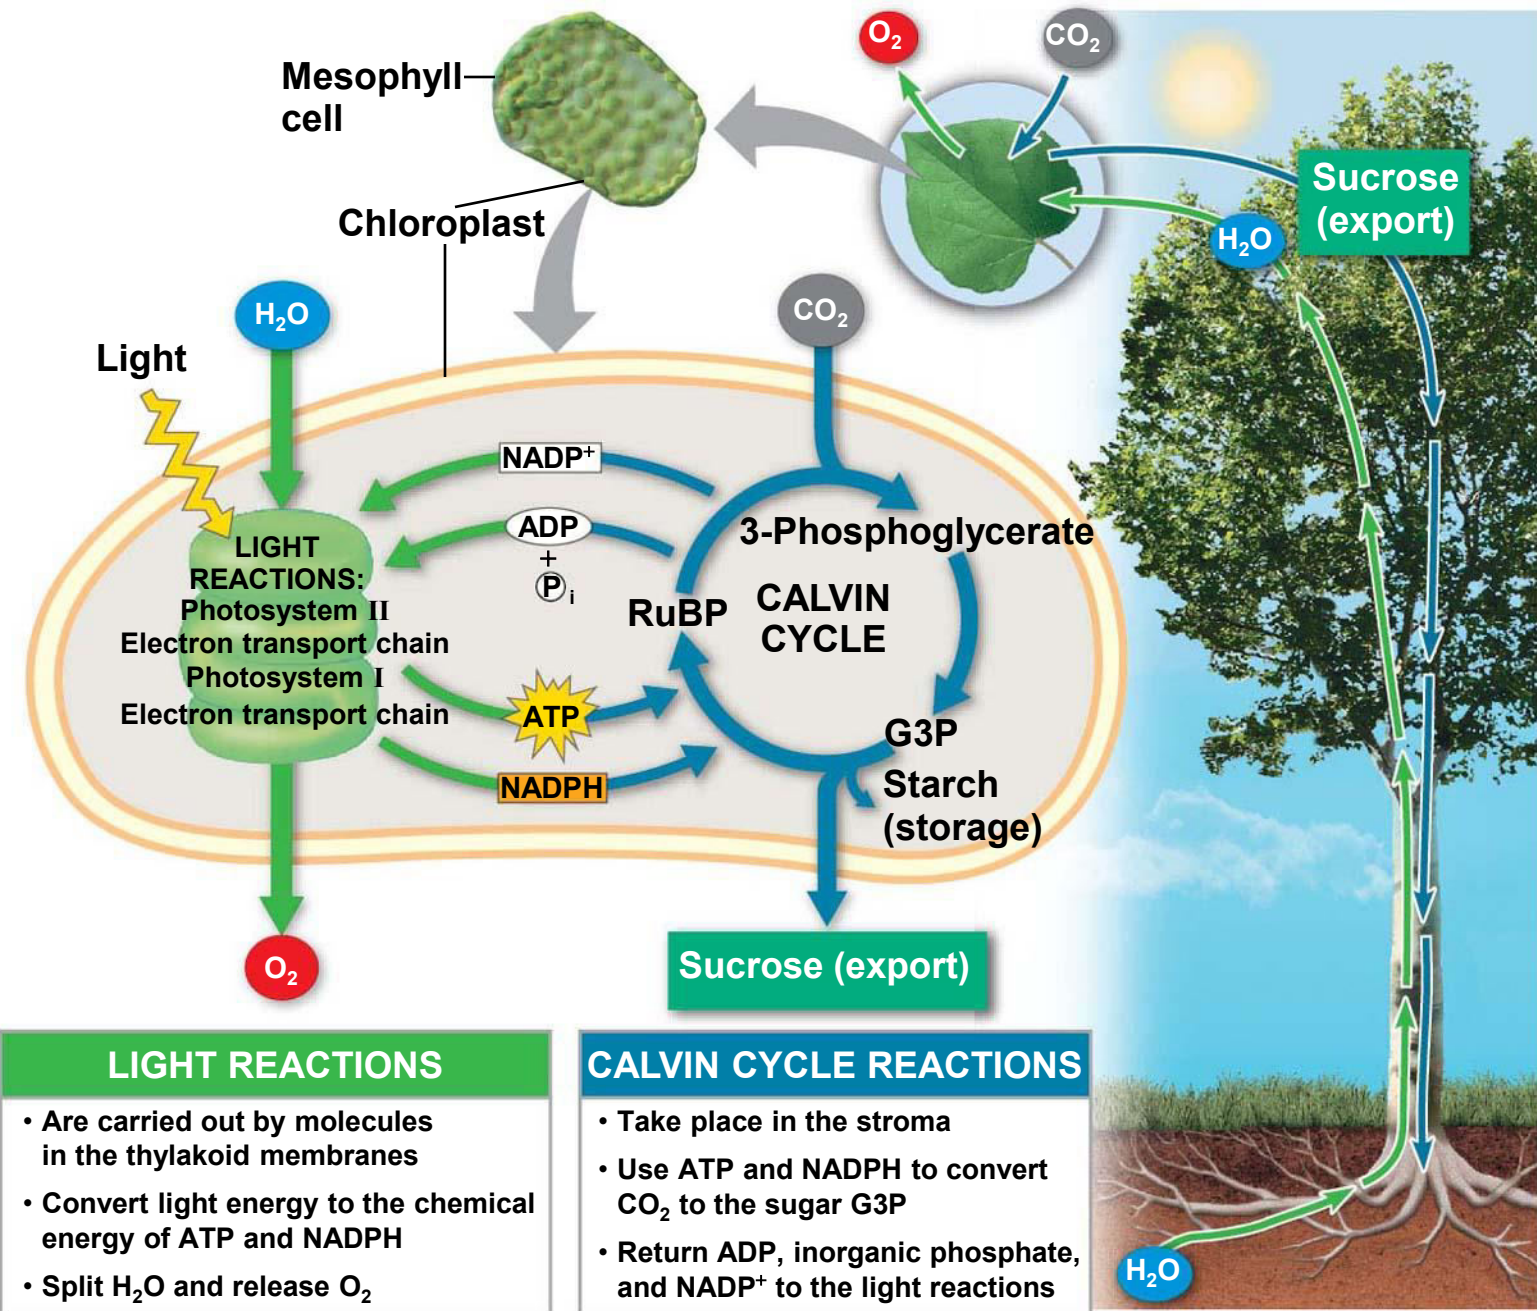 O₂
CO₂
Mesophyll
cell
Sucrose
(export)
Chloroplast
H₂O
H₂O
CO₂
Light
NADP⁺
ADP
+
Pᵢ
3-Phosphoglycerate
LIGHT
REACTIONS:
Photosystem II
Electron transport chain
Photosystem I
Electron transport chain
RuBP
CALVIN
CYCLE
ATP
NADPH
G3P
Starch
(storage)
O₂
Sucrose (export)
LIGHT REACTIONS
• Are carried out by molecules
in the thylakoid membranes
• Convert light energy to the chemical
energy of ATP and NADPH
• Split H₂O and release O₂
CALVIN CYCLE REACTIONS
• Take place in the stroma
• Use ATP and NADPH to convert
CO₂ to the sugar G3P
• Return ADP, inorganic phosphate,
and NADP⁺ to the light reactions
H₂O